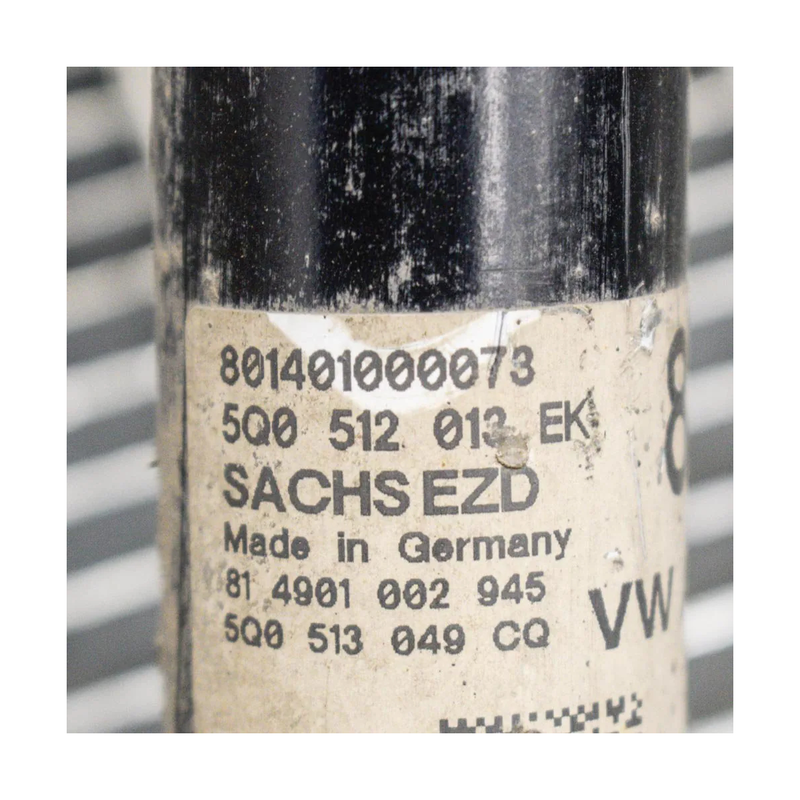 801401000073
5Q0 512 013 EK
SACHS EZD
Made in Germany
81 4901 002 945
5Q0 513 049 CQ
VW
8